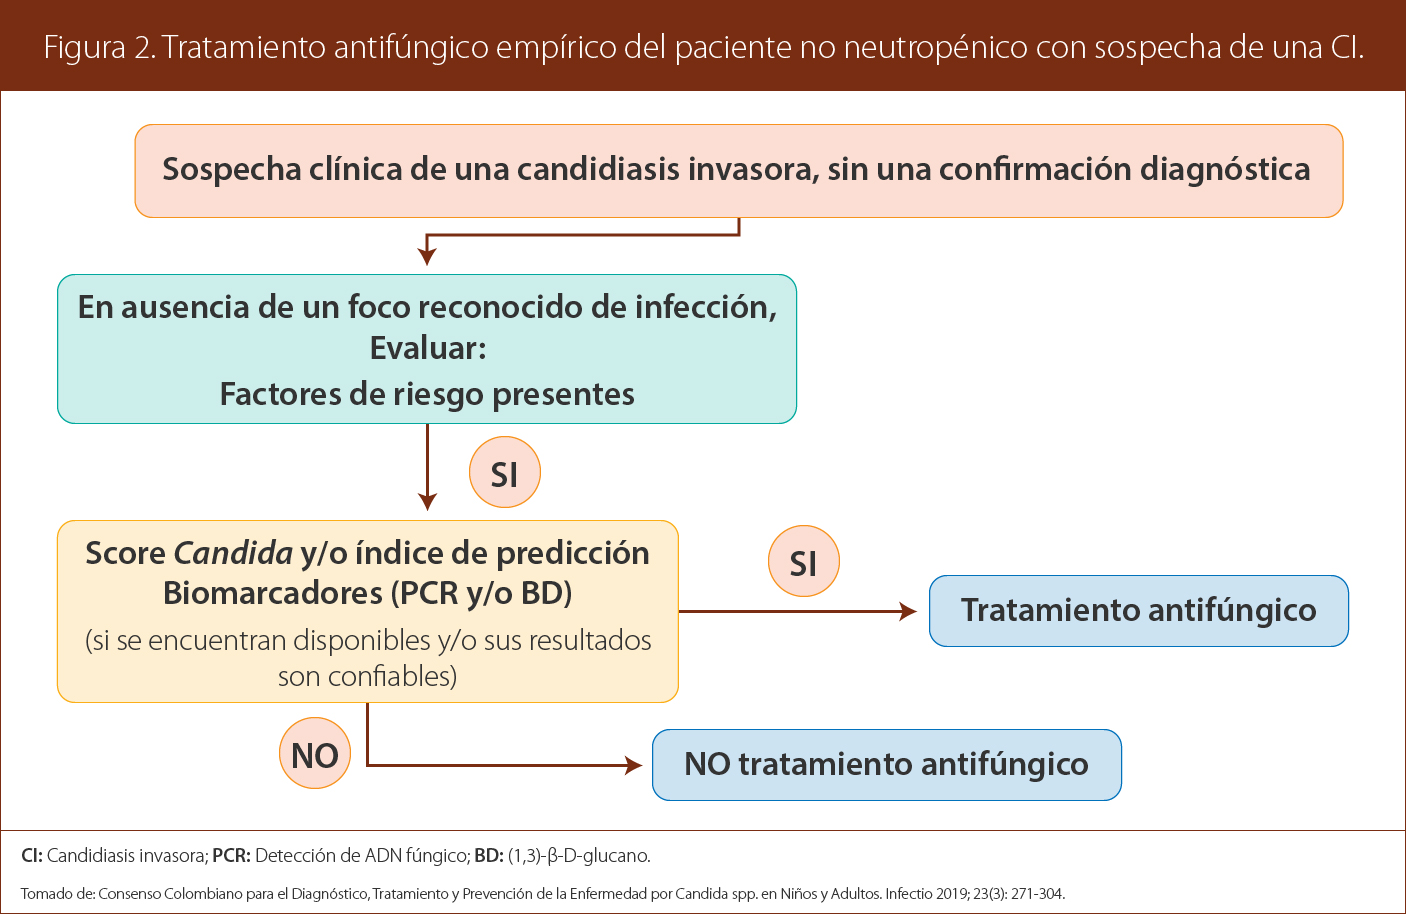 Figura 2. Tratamiento antifúngico empírico del paciente no neutropénico con sospecha de una CI.
Sospecha clínica de una candidiasis invasora, sin una confirmación diagnóstica
En ausencia de un foco reconocido de infección,
Evaluar:
Factores de riesgo presentes
SI
Score Candida y/o índice de predicción
Biomarcadores (PCR y/o BD)
(si se encuentran disponibles y/o sus resultados
son confiables)
SI
Tratamiento antifúngico
NO
NO tratamiento antifúngico
CI: Candidiasis invasora; PCR: Detección de ADN fúngico; BD: (1,3)-β-D-glucano.
Tomado de: Consenso Colombiano para el Diagnóstico, Tratamiento y Prevención de la Enfermedad por Candida spp. en Niños y Adultos. Infectio 2019; 23(3): 271-304.